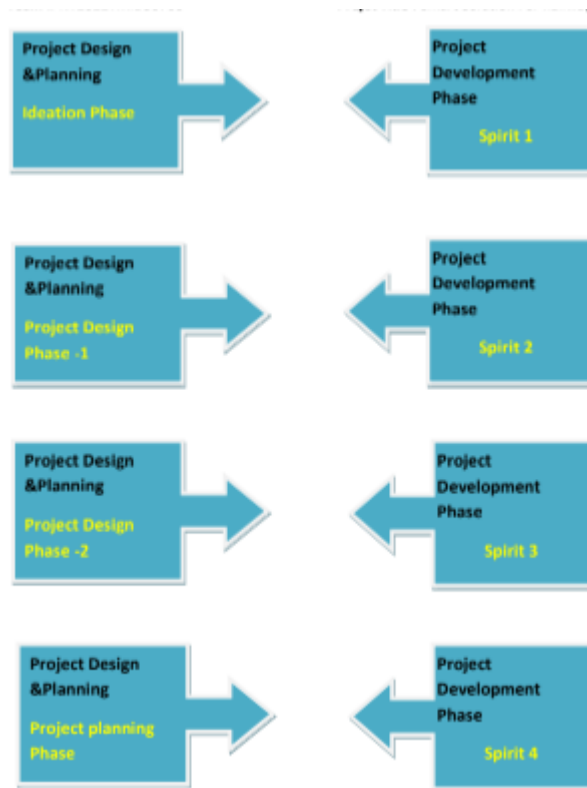 Project Design
&Planning
Ideation Phase
Project
Development
Phase
Spirit 1
Project Design
&Planning
Project Design
Phase -1
Project
Development
Phase
Spirit 2
Project Design
&Planning
Project Design
Phase -2
Project
Development
Phase
Spirit 3
Project Design
&Planning
Project planning
Phase
Project
Development
Phase
Spirit 4